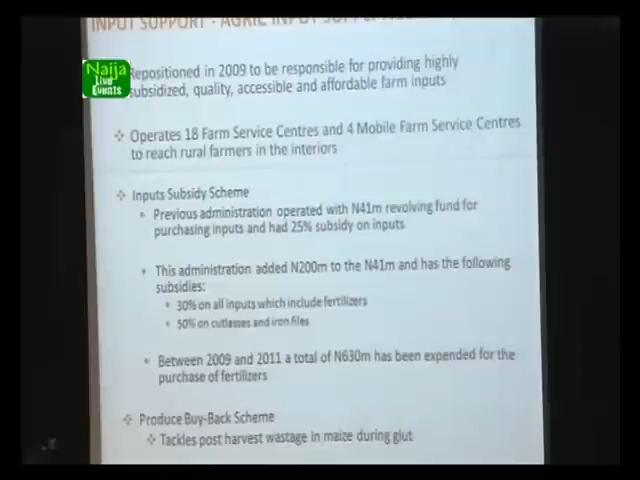 INPUT SUPPORT - AGRIC INPUT
Naija
Live
Events
Repositioned in 2009 to be responsible for providing highly
subsidized, quality, accessible and affordable farm inputs
Operates 18 Farm Service Centres and 4 Mobile Farm Service Centres
to reach rural farmers in the interiors
Inputs Subsidy Scheme
Previous administration operated with N41m revolving fund for
purchasing inputs and had 25% subsidy on inputs
This administration added N200m to the N41m and has the following
subsidies:
30% on all inputs which include fertilizers
50% on cutlasses and iron files
Between 2009 and 2011 a total of N630m has been expended for the
purchase of fertilizers
Produce Buy-Back Scheme
Tackles post harvest wastage in maize during glut